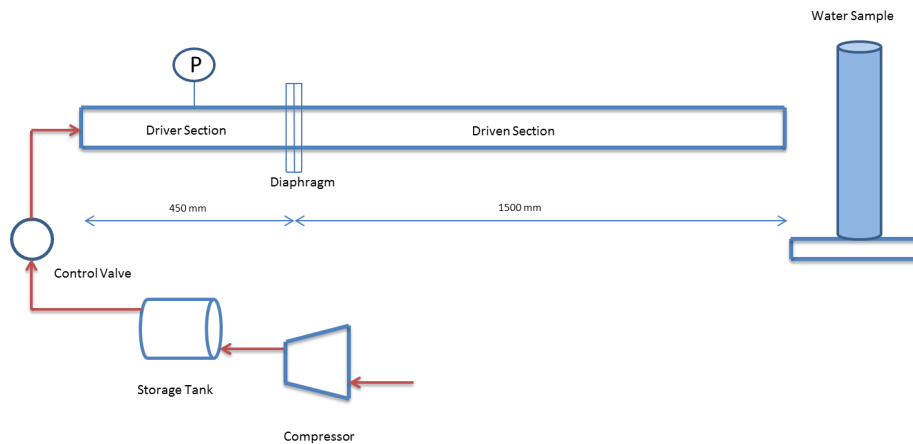 Water Sample
P
Driver Section
Driven Section
Diaphragm
450 mm
1500 mm
Control Valve
Storage Tank
Compressor